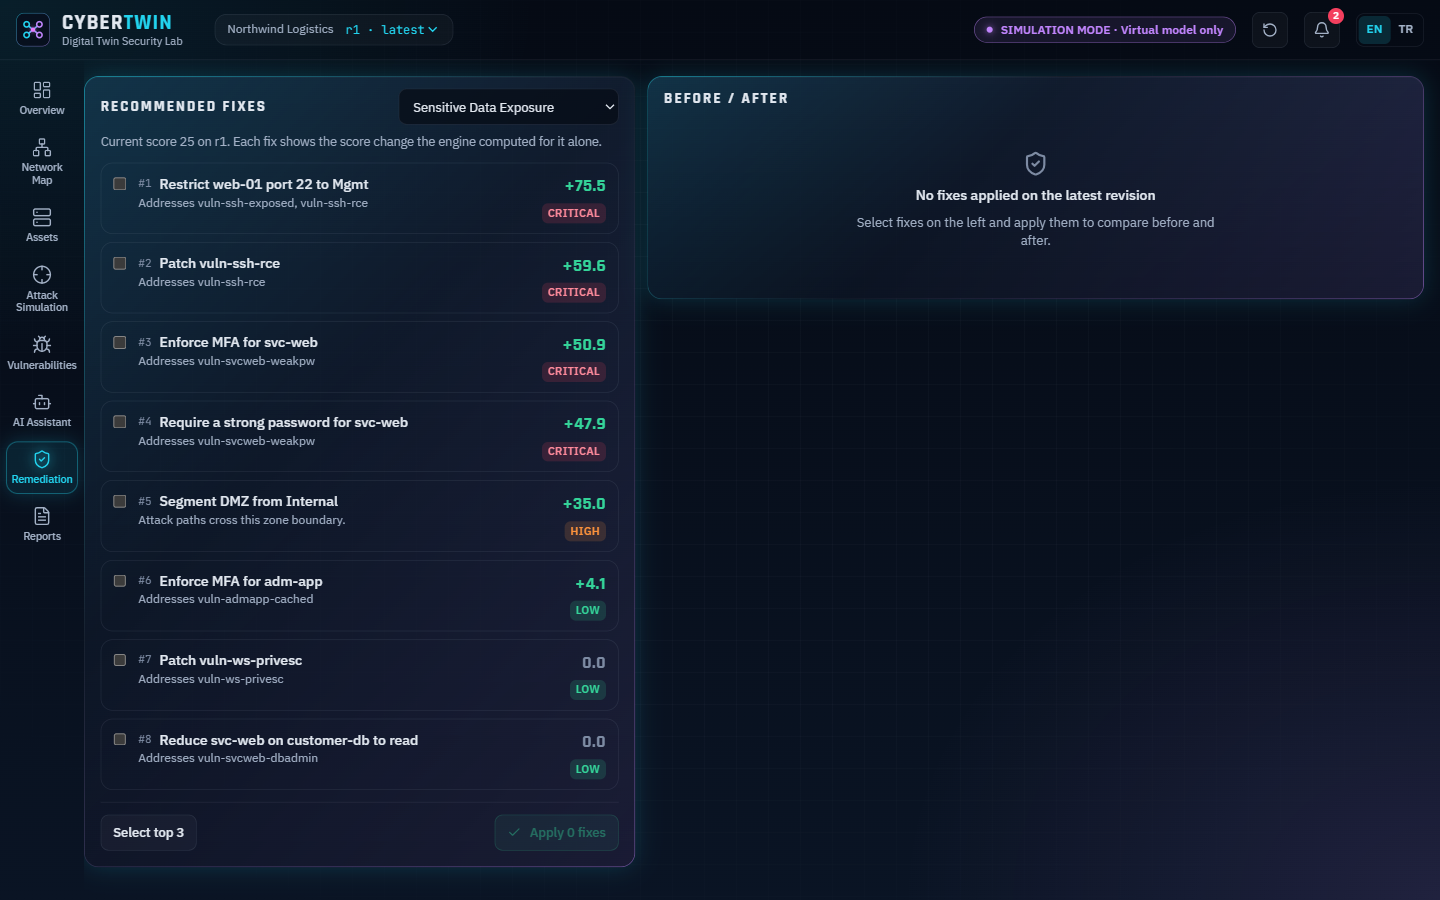 CYBERTWIN
Digital Twin Security Lab
Northwind Logistics r1 · latest
SIMULATION MODE · Virtual model only
2
EN TR
Overview
Network
Map
Assets
Attack
Simulation
Vulnerabilities
AI Assistant
Remediation
Reports
RECOMMENDED FIXES
Sensitive Data Exposure
Current score 25 on r1. Each fix shows the score change the engine computed for it alone.
#1 Restrict web-01 port 22 to Mgmt
+75.5
Addresses vuln-ssh-exposed, vuln-ssh-rce
CRITICAL
#2 Patch vuln-ssh-rce
+59.6
Addresses vuln-ssh-rce
CRITICAL
#3 Enforce MFA for svc-web
+50.9
Addresses vuln-svcweb-weakpw
CRITICAL
#4 Require a strong password for svc-web
+47.9
Addresses vuln-svcweb-weakpw
CRITICAL
#5 Segment DMZ from Internal
+35.0
Attack paths cross this zone boundary.
HIGH
#6 Enforce MFA for adm-app
+4.1
Addresses vuln-admapp-cached
LOW
#7 Patch vuln-ws-privesc
0.0
Addresses vuln-ws-privesc
LOW
#8 Reduce svc-web on customer-db to read
0.0
Addresses vuln-svcweb-dbadmin
LOW
Select top 3
Apply 0 fixes
BEFORE / AFTER
No fixes applied on the latest revision
Select fixes on the left and apply them to compare before and
after.